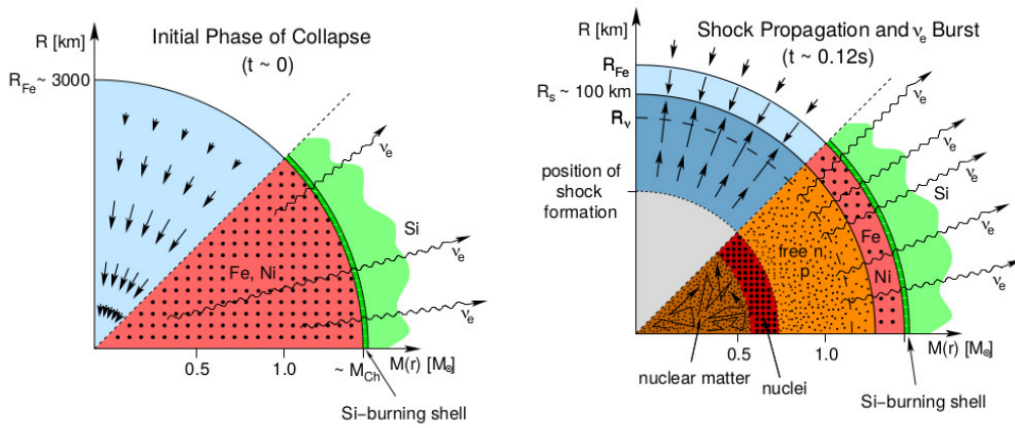 R [km]
Initial Phase of Collapse
(t ~ 0)
R_Fe ~ 3000
ν_e
Si
Fe, Ni
ν_e
ν_e
0.5
1.0
~ M_Ch
M(r) [M_⊙]
Si−burning shell
R [km]
Shock Propagation and ν_e Burst
(t ~ 0.12s)
R_Fe
R_s ~ 100 km
R_ν
ν_e
ν_e
position of
shock
formation
Si
Fe
ν_e
free n,
p
Ni
ν_e
0.5
1.0
M(r) [M_⊙]
nuclear matter
nuclei
Si−burning shell